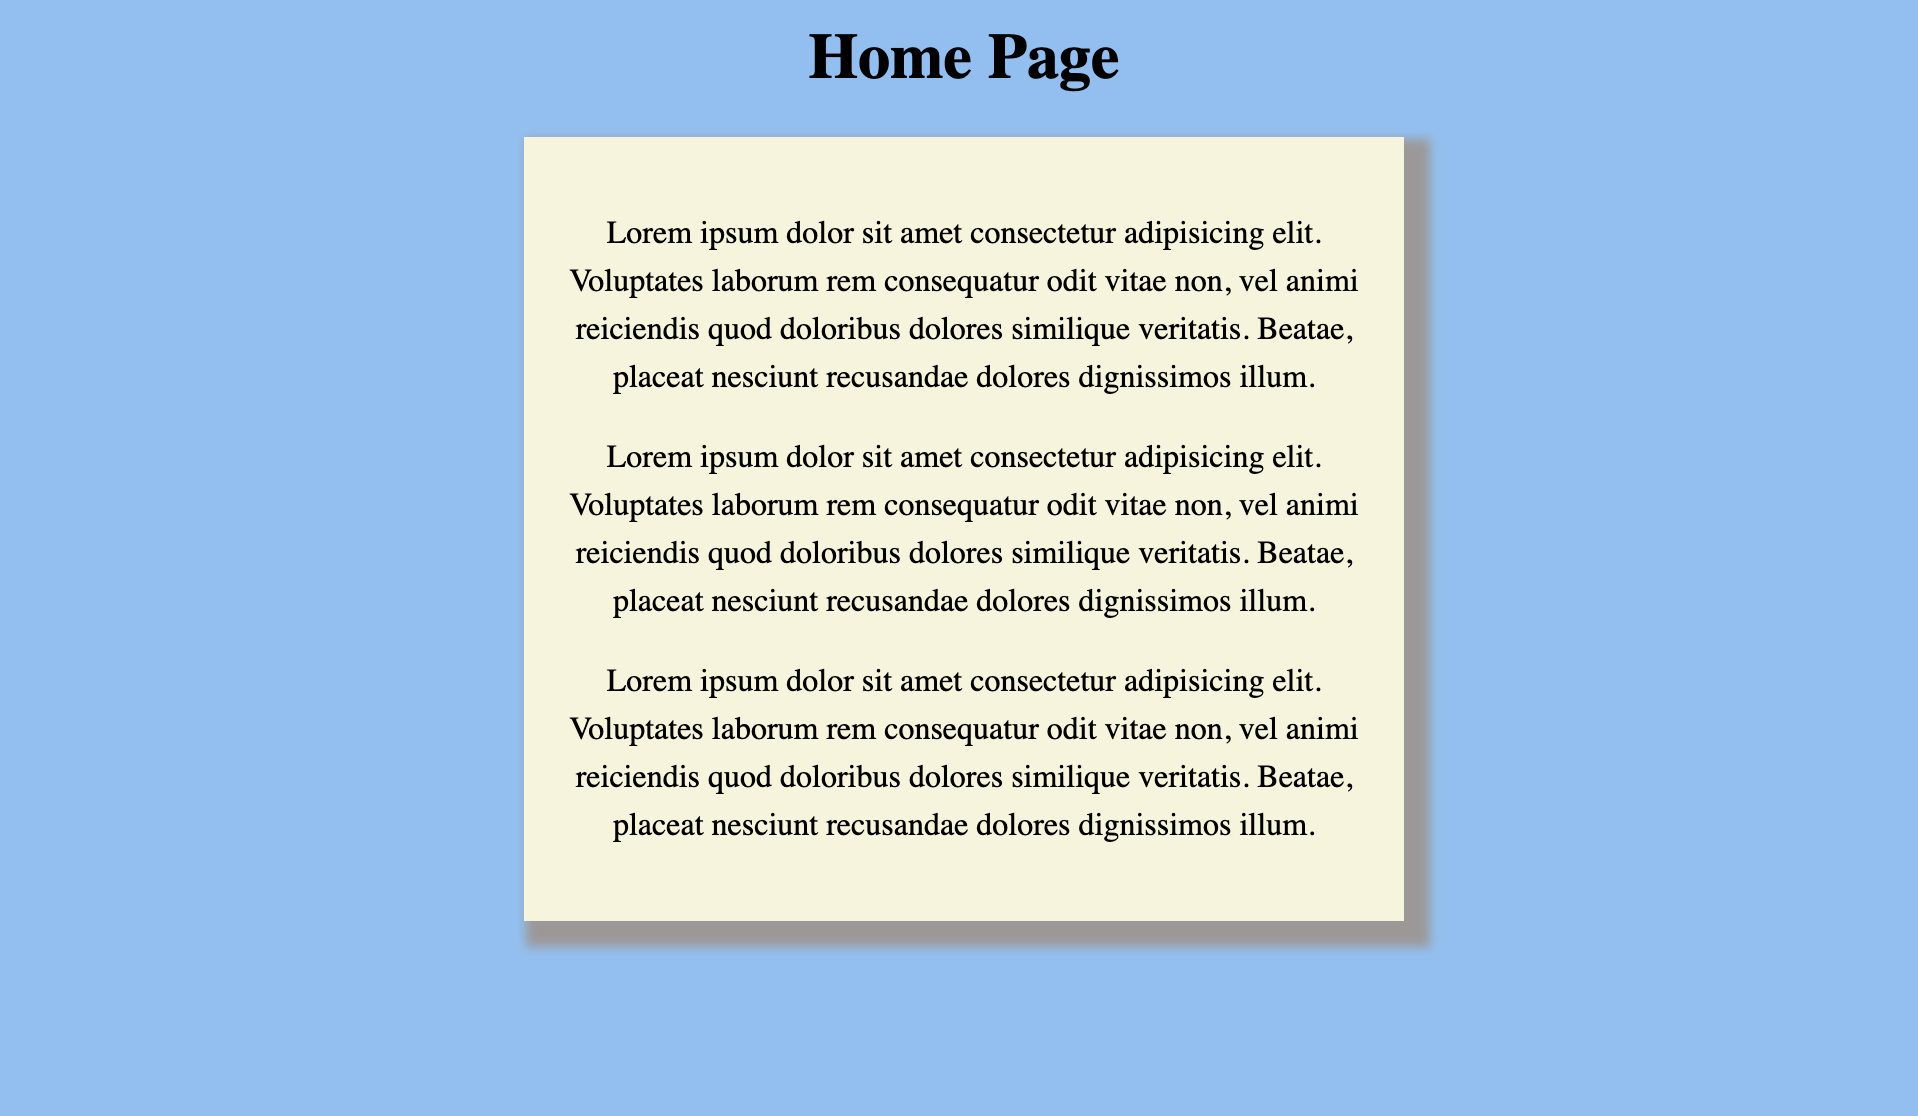 Home Page
Lorem ipsum dolor sit amet consectetur adipisicing elit.
Voluptates laborum rem consequatur odit vitae non, vel animi
reiciendis quod doloribus dolores similique veritatis. Beatae,
placeat nesciunt recusandae dolores dignissimos illum.
Lorem ipsum dolor sit amet consectetur adipisicing elit.
Voluptates laborum rem consequatur odit vitae non, vel animi
reiciendis quod doloribus dolores similique veritatis. Beatae,
placeat nesciunt recusandae dolores dignissimos illum.
Lorem ipsum dolor sit amet consectetur adipisicing elit.
Voluptates laborum rem consequatur odit vitae non, vel animi
reiciendis quod doloribus dolores similique veritatis. Beatae,
placeat nesciunt recusandae dolores dignissimos illum.